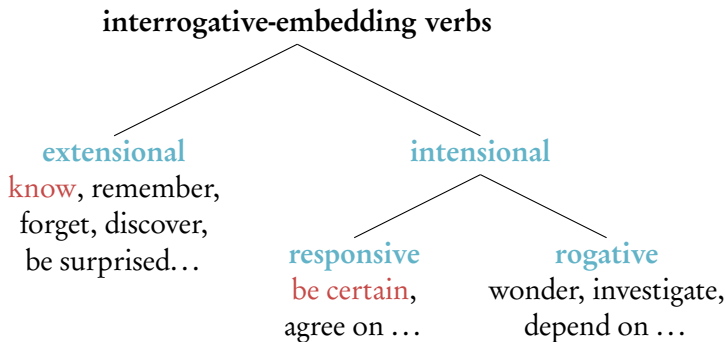 interrogative-embedding verbs
extensional
know, remember,
forget, discover,
be surprised…
intensional
responsive
be certain,
agree on …
rogative
wonder, investigate,
depend on …